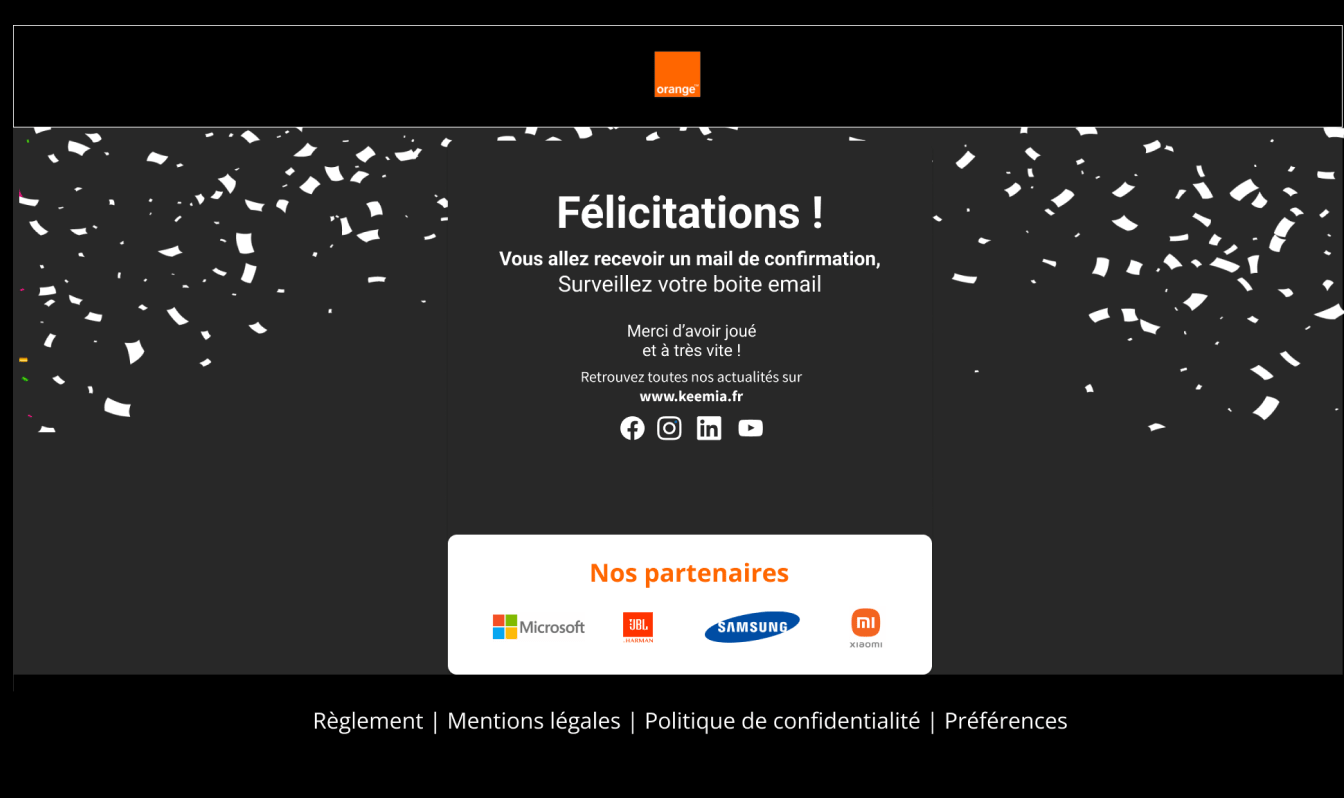 orange™
Félicitations !
Vous allez recevoir un mail de confirmation,
Surveillez votre boite email
Merci d’avoir joué
et à très vite !
Retrouvez toutes nos actualités sur
www.keemia.fr
Nos partenaires
Microsoft
JBL
HARMAN
SAMSUNG
mi
xiaomi
Règlement | Mentions légales | Politique de confidentialité | Préférences